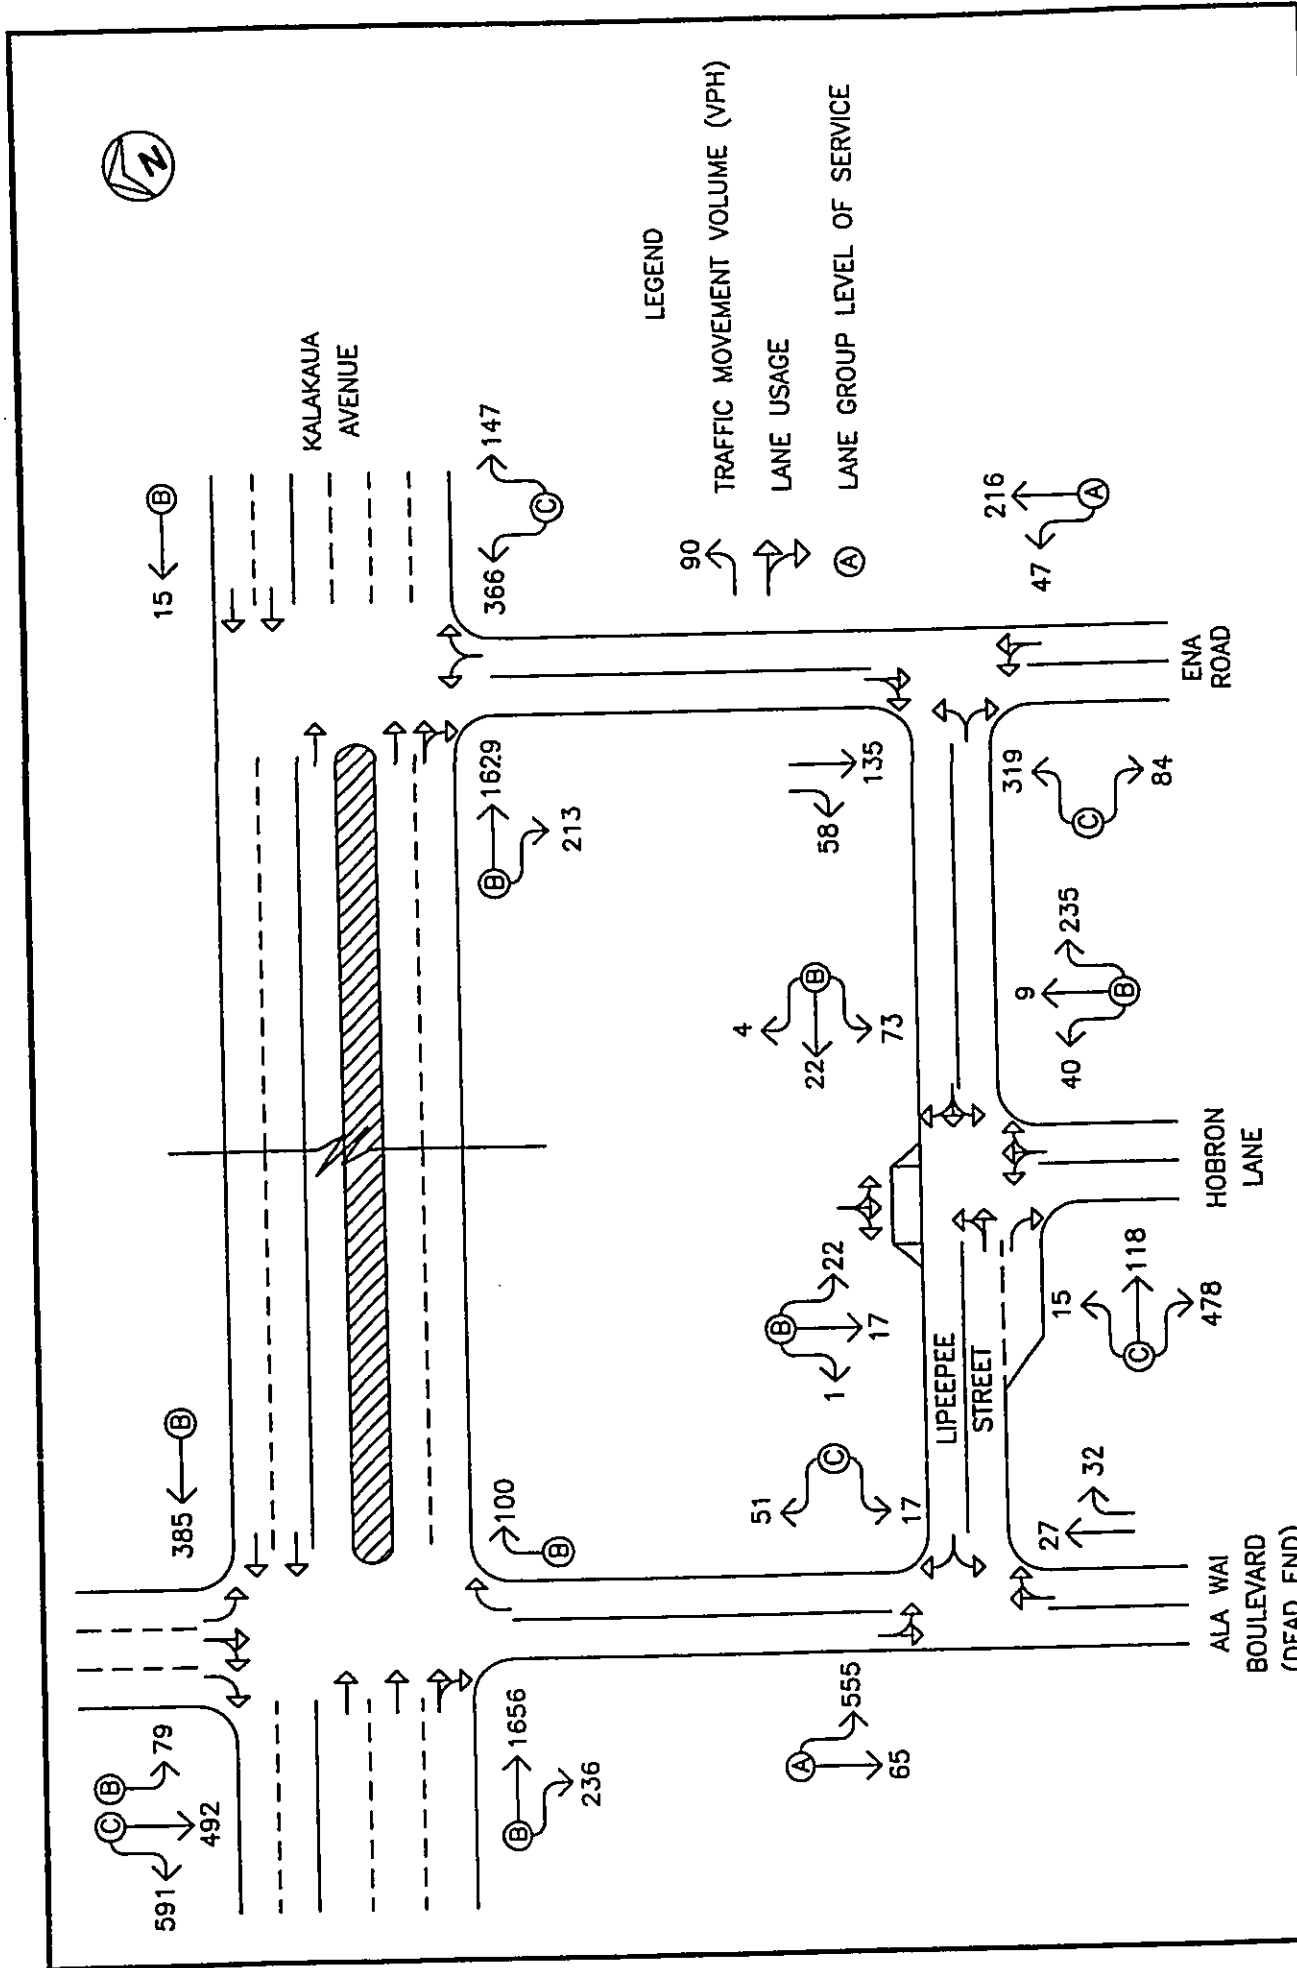 N
591
C
B
79
492
385
B
15
B
KALAKAUA
AVENUE
B
1656
236
B
100
B
1629
213
366
147
C
LEGEND
90
TRAFFIC MOVEMENT VOLUME (VPH)
LANE USAGE
A
LANE GROUP LEVEL OF SERVICE
A
555
65
51
C
17
B
22
17
1
4
B
22
73
58
135
LIPEEPEE
STREET
27
32
15
118
C
478
40
9
235
B
319
C
84
47
216
A
ALA WAI
BOULEVARD
(DEAD END)
HOBRON
LANE
ENA
ROAD